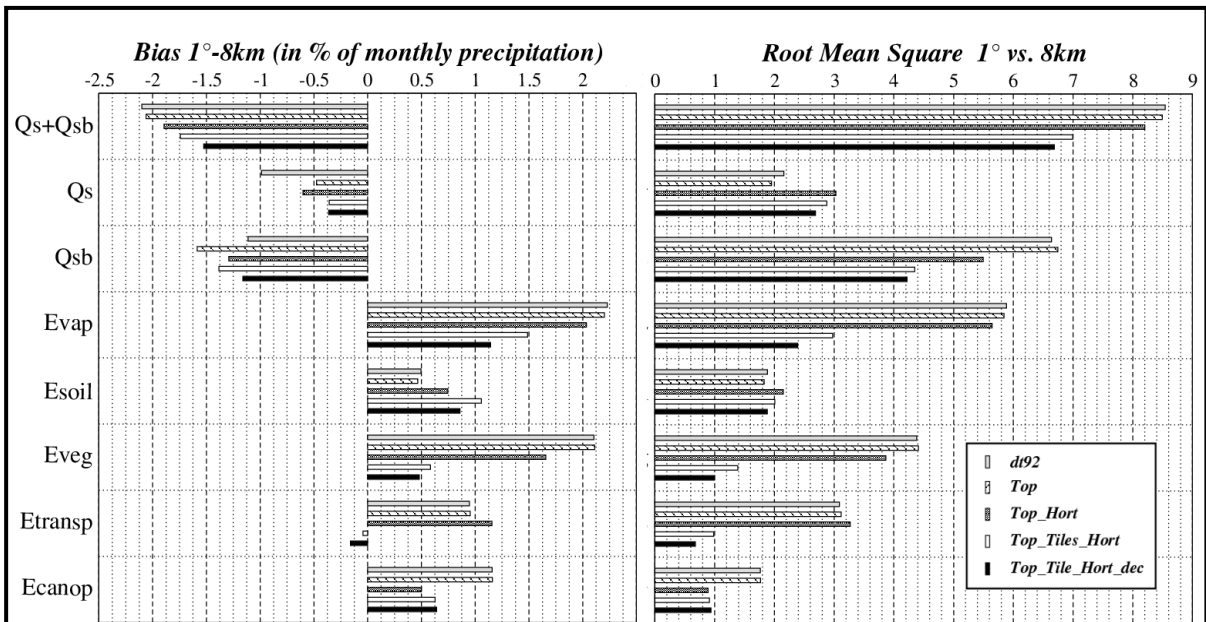 Bias 1°-8km (in % of monthly precipitation)
-2.5 -2 -1.5 -1 -0.5 0 0.5 1 1.5 2
Root Mean Square 1° vs. 8km
0 1 2 3 4 5 6 7 8 9
Qs+Qsb
Qs
Qsb
Evap
Esoil
Eveg
Etransp
Ecanop
dt92
Top
Top_Hort
Top_Tiles_Hort
Top_Tile_Hort_dec